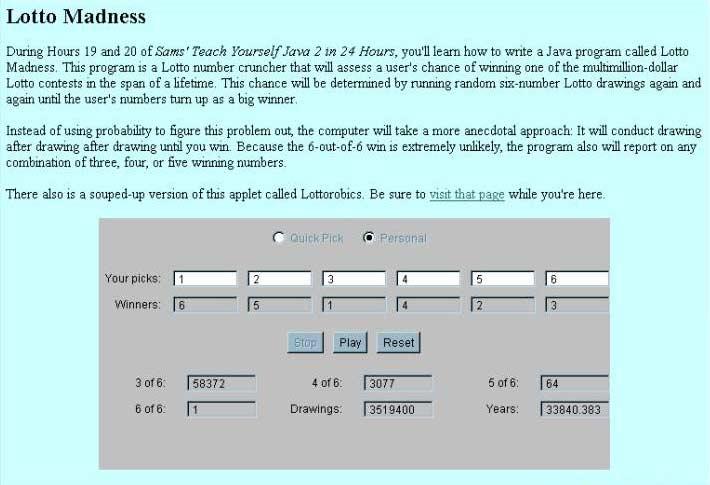 Lotto Madness
During Hours 19 and 20 of Sams' Teach Yourself Java 2 in 24 Hours, you'll learn how to write a Java program called Lotto
Madness. This program is a Lotto number cruncher that will assess a user's chance of winning one of the multimillion-dollar
Lotto contests in the span of a lifetime. This chance will be determined by running random six-number Lotto drawings again and
again until the user's numbers turn up as a big winner.
Instead of using probability to figure this problem out, the computer will take a more anecdotal approach: It will conduct drawing
after drawing after drawing until you win. Because the 6-out-of-6 win is extremely unlikely, the program also will report on any
combination of three, four, or five winning numbers.
There also is a souped-up version of this applet called Lottorobics. Be sure to visit that page while you're here.
Quick Pick Personal
Your picks: 1 2 3 4 5 6
Winners: 6 5 1 4 2 3
Stop Play Reset
3 of 6: 58372 4 of 6: 3077 5 of 6: 64
6 of 6: 1 Drawings: 3519400 Years: 33840.383